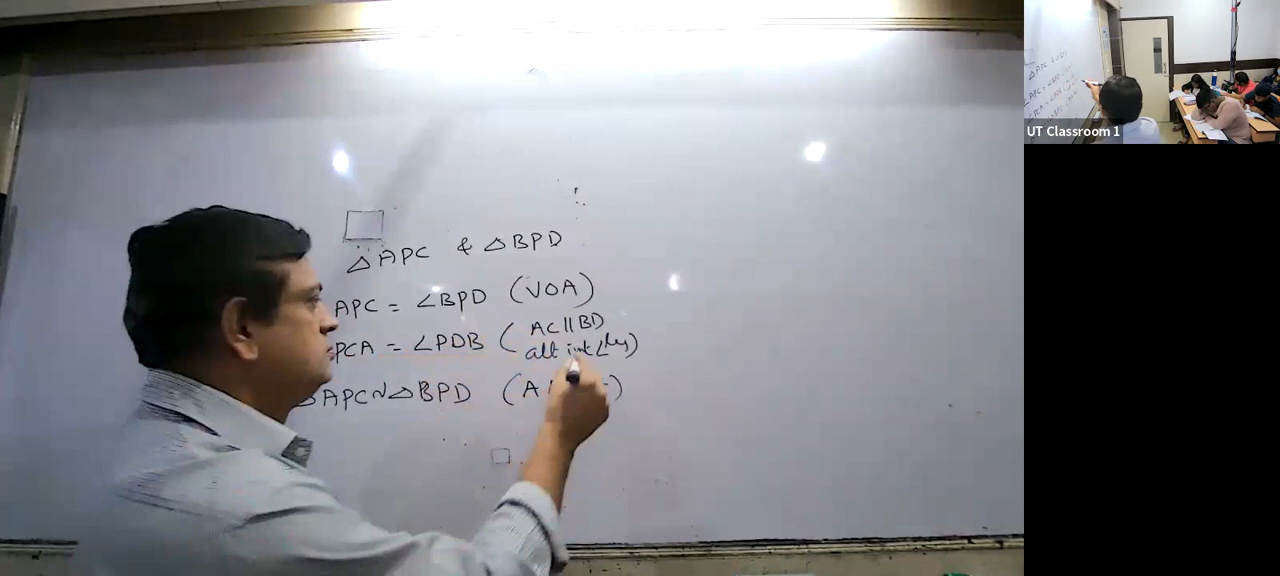 △APC & △BPD
APC = ∠BPD (VOA)
PCA = ∠PDB ( AC∥BD
alt int ∠les)
△APC ~ △BPD (A
UT Classroom 1